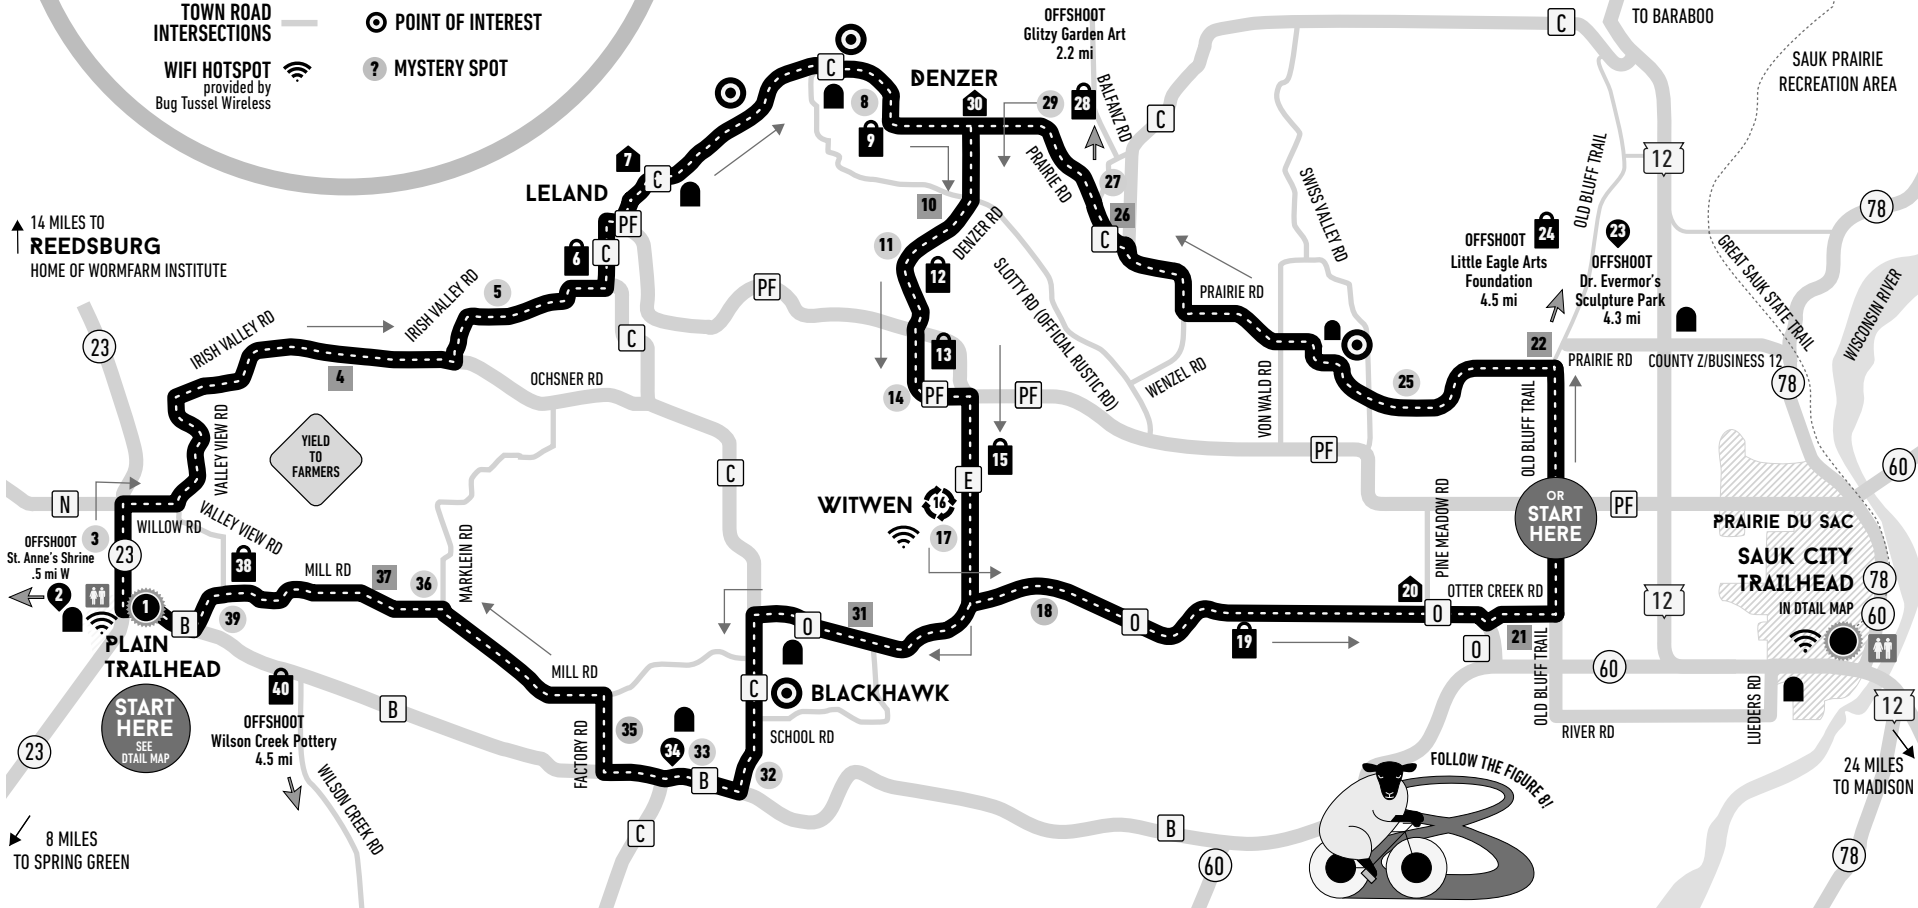 TOWN ROAD
INTERSECTIONS
POINT OF INTEREST
WIFI HOTSPOT
provided by
Bug Tussel Wireless
? MYSTERY SPOT
OFFSHOOT
Glitzy Garden Art
2.2 mi
TO BARABOO
SAUK PRAIRIE
RECREATION AREA
C
C
8
9
DENZER
30
29
28
BALFANZ RD
C
12
OLD BLUFF TRAIL
78
7
C
LELAND
PF
C
6
10
11
DENZER RD
12
PRAIRIE RD
27
26
C
SWISS VALLEY RD
OFFSHOOT
Little Eagle Arts
Foundation
4.5 mi
24
23
OFFSHOOT
Dr. Evermor's
Sculpture Park
4.3 mi
GREAT SAUK STATE TRAIL
WISCONSIN RIVER
14 MILES TO
REEDSBURG
HOME OF WORMFARM INSTITUTE
23
IRISH VALLEY RD
IRISH VALLEY RD
5
4
C
PF
SLOTTY RD (OFFICIAL RUSTIC RD)
PRAIRIE RD
13
22
PRAIRIE RD
COUNTY Z/BUSINESS 12
78
OCHSNER RD
14
PF
PF
WENZEL RD
VON WALD RD
25
OLD BLUFF TRAIL
VALLEY VIEW RD
YIELD
TO
FARMERS
C
15
E
PF
60
N
WILLOW RD
VALLEY VIEW RD
WITWEN
16
17
PINE MEADOW RD
OR
START
HERE
PF
PRAIRIE DU SAC
SAUK CITY
TRAILHEAD
IN DTAIL MAP
78
60
OFFSHOOT
St. Anne's Shrine
.5 mi W
3
23
2
1
38
MILL RD
37
36
MARKLEIN RD
39
B
PLAIN
TRAILHEAD
START
HERE
SEE
DTAIL MAP
31
O
18
O
19
20
O
OTTER CREEK RD
21
O
12
60
OLD BLUFF TRAIL
RIVER RD
LUEDERS RD
12
24 MILES
TO MADISON
MILL RD
C
BLACKHAWK
SCHOOL RD
FACTORY RD
35
34
33
B
32
40
OFFSHOOT
Wilson Creek Pottery
4.5 mi
B
WILSON CREEK RD
23
8 MILES
TO SPRING GREEN
C
B
60
FOLLOW THE FIGURE 8!
78